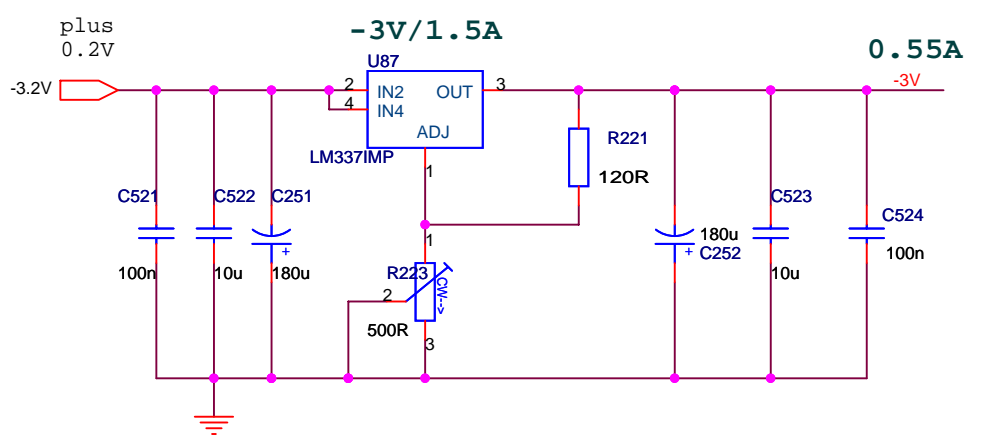 plus
0.2V
-3V/1.5A
0.55A
U87
-3.2V
-3V
2
IN2
OUT
3
4
IN4
ADJ
LM337IMP
1
R221
120R
C521
C522
C251
C523
C524
1
180u
+
+
C252
100n
10u
180u
R223
CW-->
10u
100n
2
500R
3